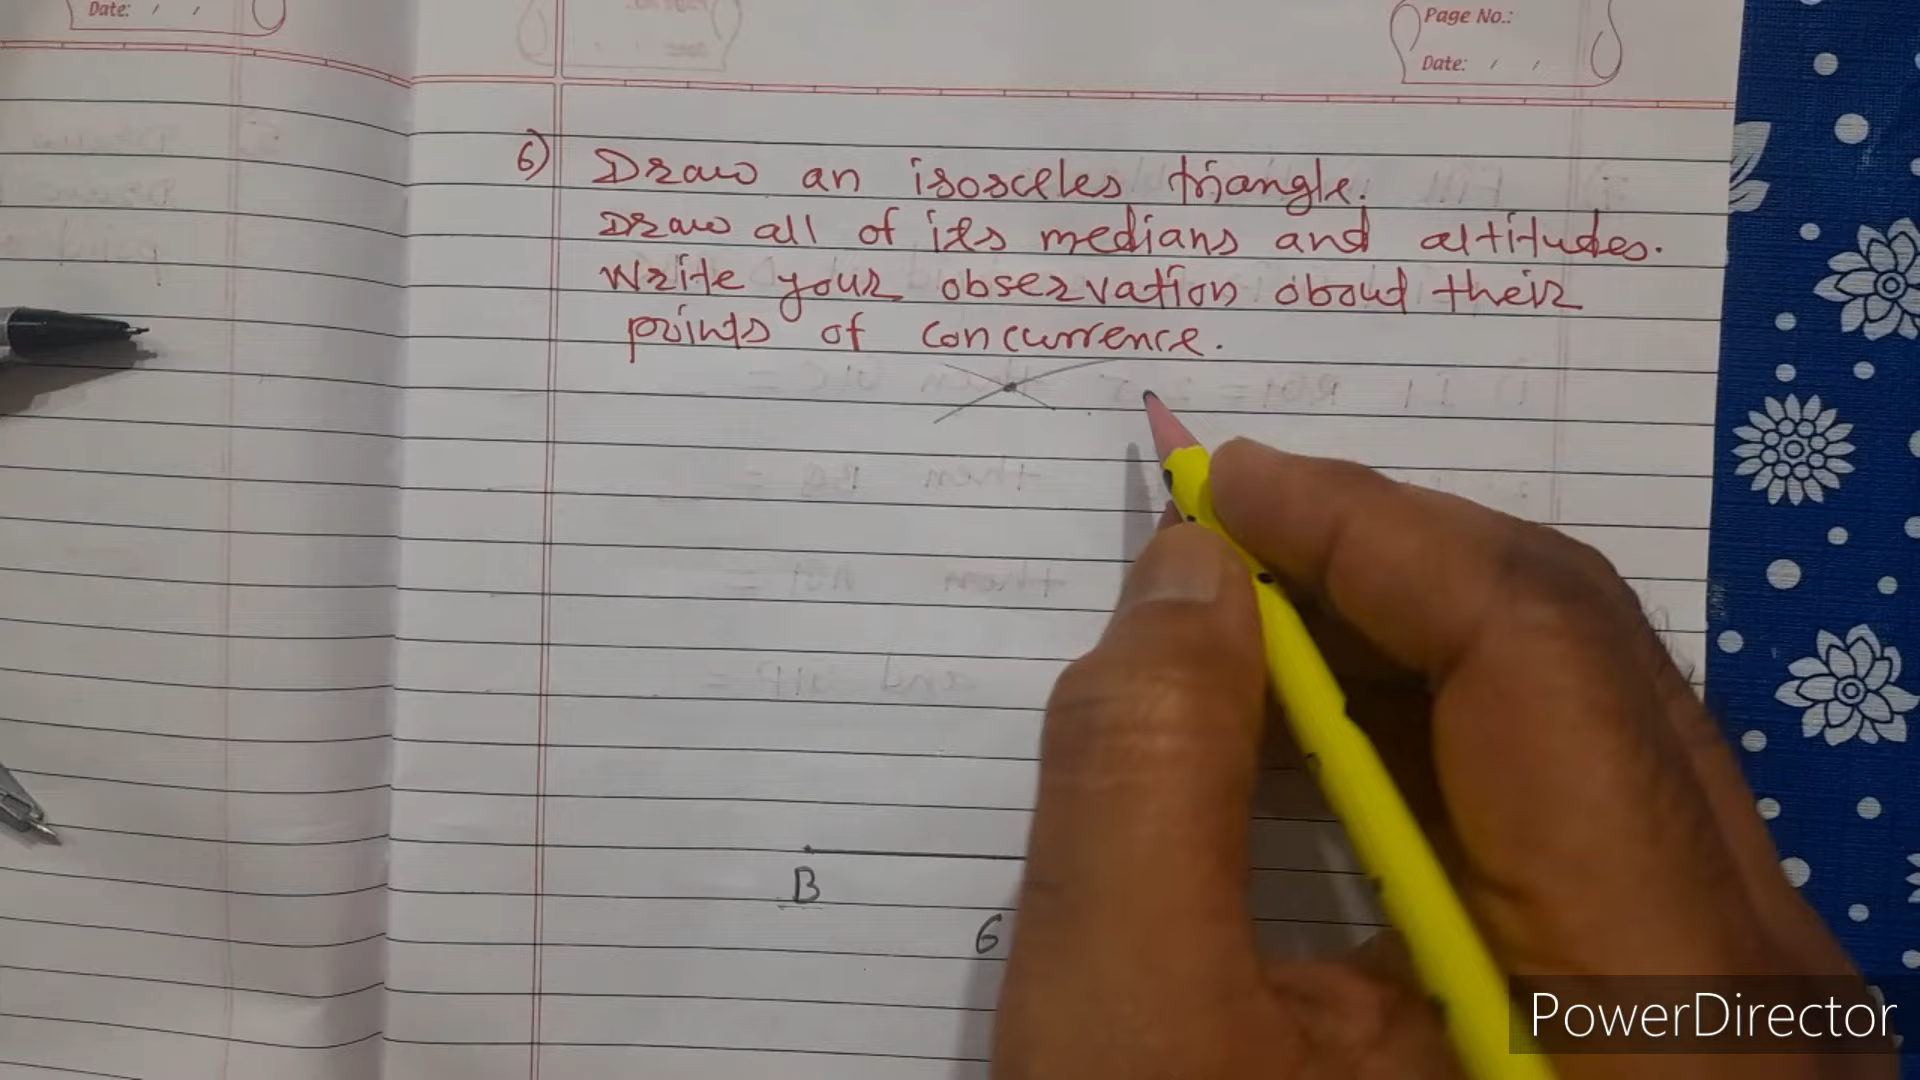 Date: / /
Page No.:
Date: / /
6) Draw an isosceles triangle.
Draw all of its medians and altitudes.
Write your observation about their
points of concurrence.
B
6
PowerDirector